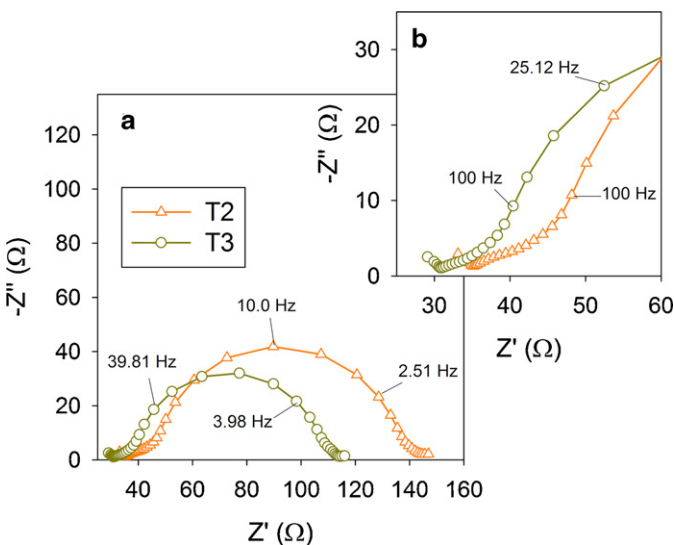 b
30
25.12 Hz
-Z'' (Ω)
20
100 Hz
10
100 Hz
0
30 40 50 60
Z' (Ω)
a
120
100
T2
T3
80
-Z'' (Ω)
60
10.0 Hz
40
39.81 Hz
2.51 Hz
20
3.98 Hz
0
40 60 80 100 120 140 160
Z' (Ω)